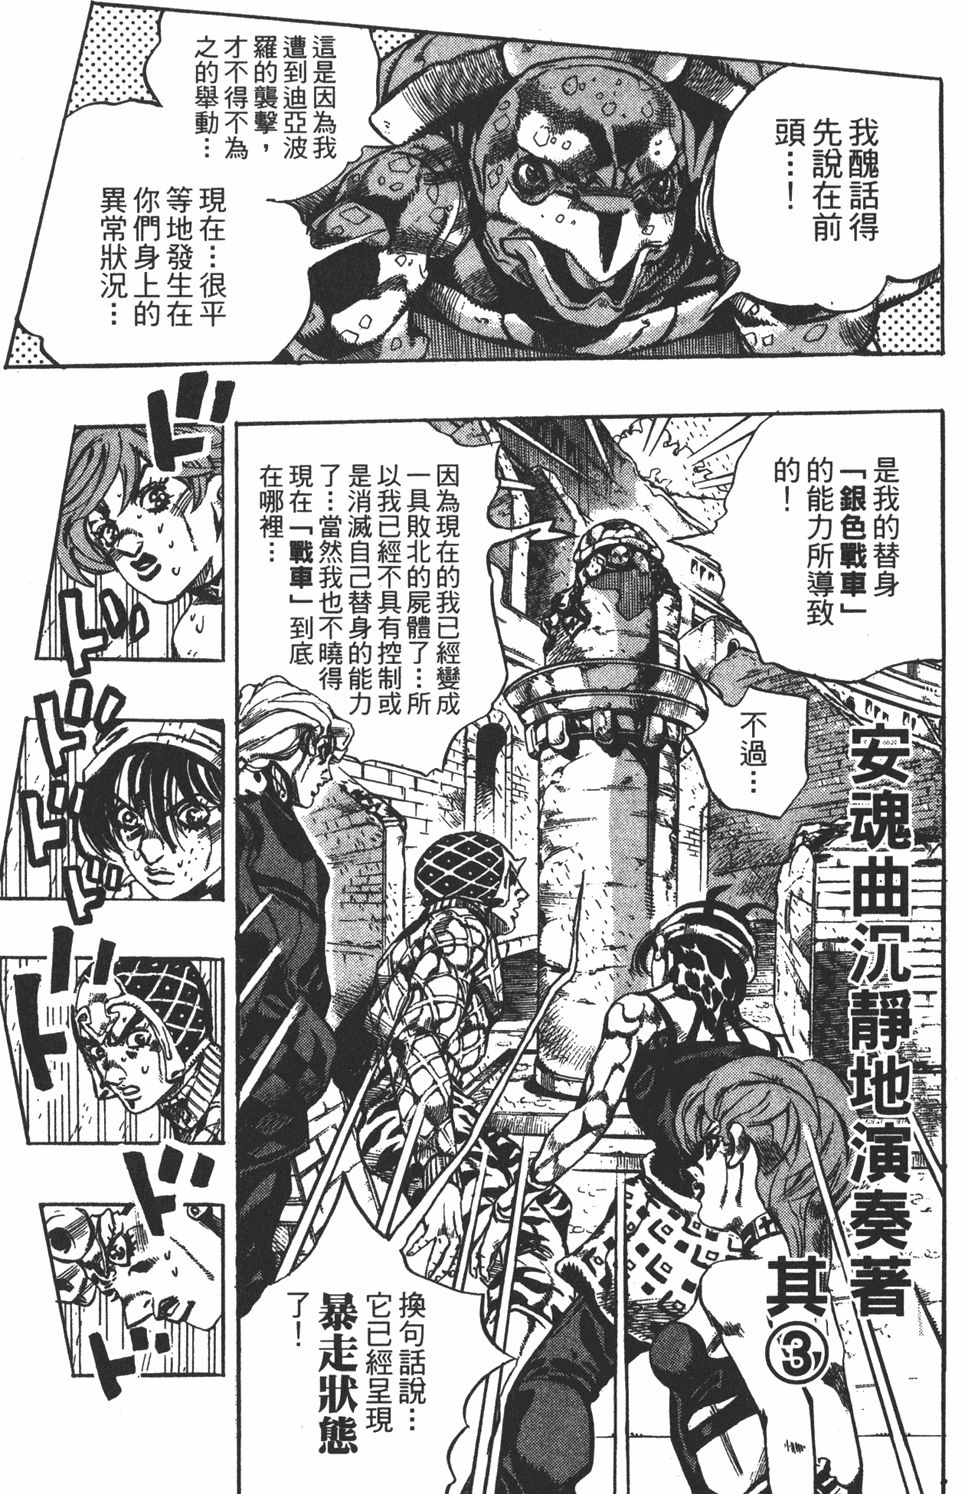 我醜話得
先說在前
頭…！
這是因為我
遭到迪亞波
羅的襲擊，
才不得不為
之的舉動…
現在…很平
等地發生在
你們身上的
異常狀況…
是我的替身
「銀色戰車」
的能力所導致
的！
不過…
安魂曲沉靜地演奏著
其③
因為現在的我已經變成
一具敗北的屍體了…所
以我已經不具有控制或
是消滅自己替身的能力
了…當然我也不曉得
現在「戰車」到底
在哪裡…
換句話說…
它已經呈現
暴走狀態
了！
ドド
ドド
ドド
ド
ド
ド